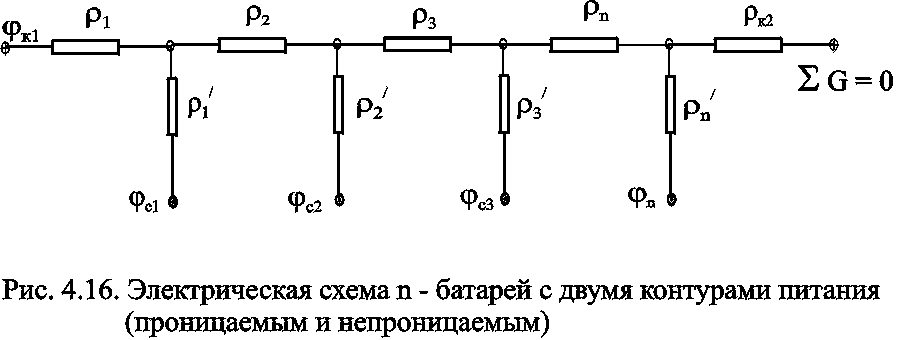 φк1 ρ1 ρ2 ρ3 ρn ρк2
Σ G = 0
ρ1/ ρ2/ ρ3/ ρn/
φс1 φс2 φс3 φn
Рис. 4.16. Электрическая схема n - батарей с двумя контурами питания
(проницаемым и непроницаемым)